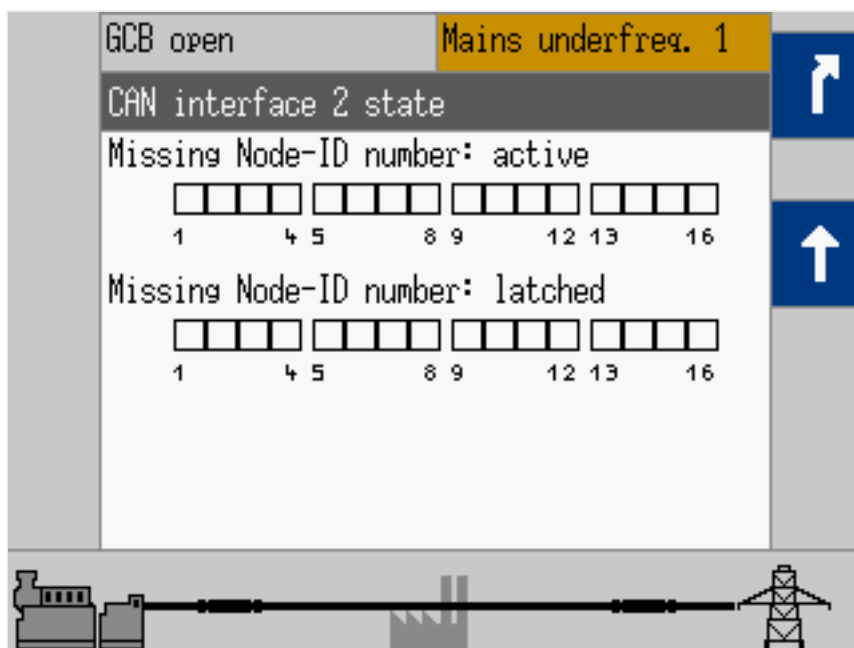 GCB open
Mains underfreq. 1
CAN interface 2 state
Missing Node-ID number: active
1 4 5 8 9 12 13 16
Missing Node-ID number: latched
1 4 5 8 9 12 13 16